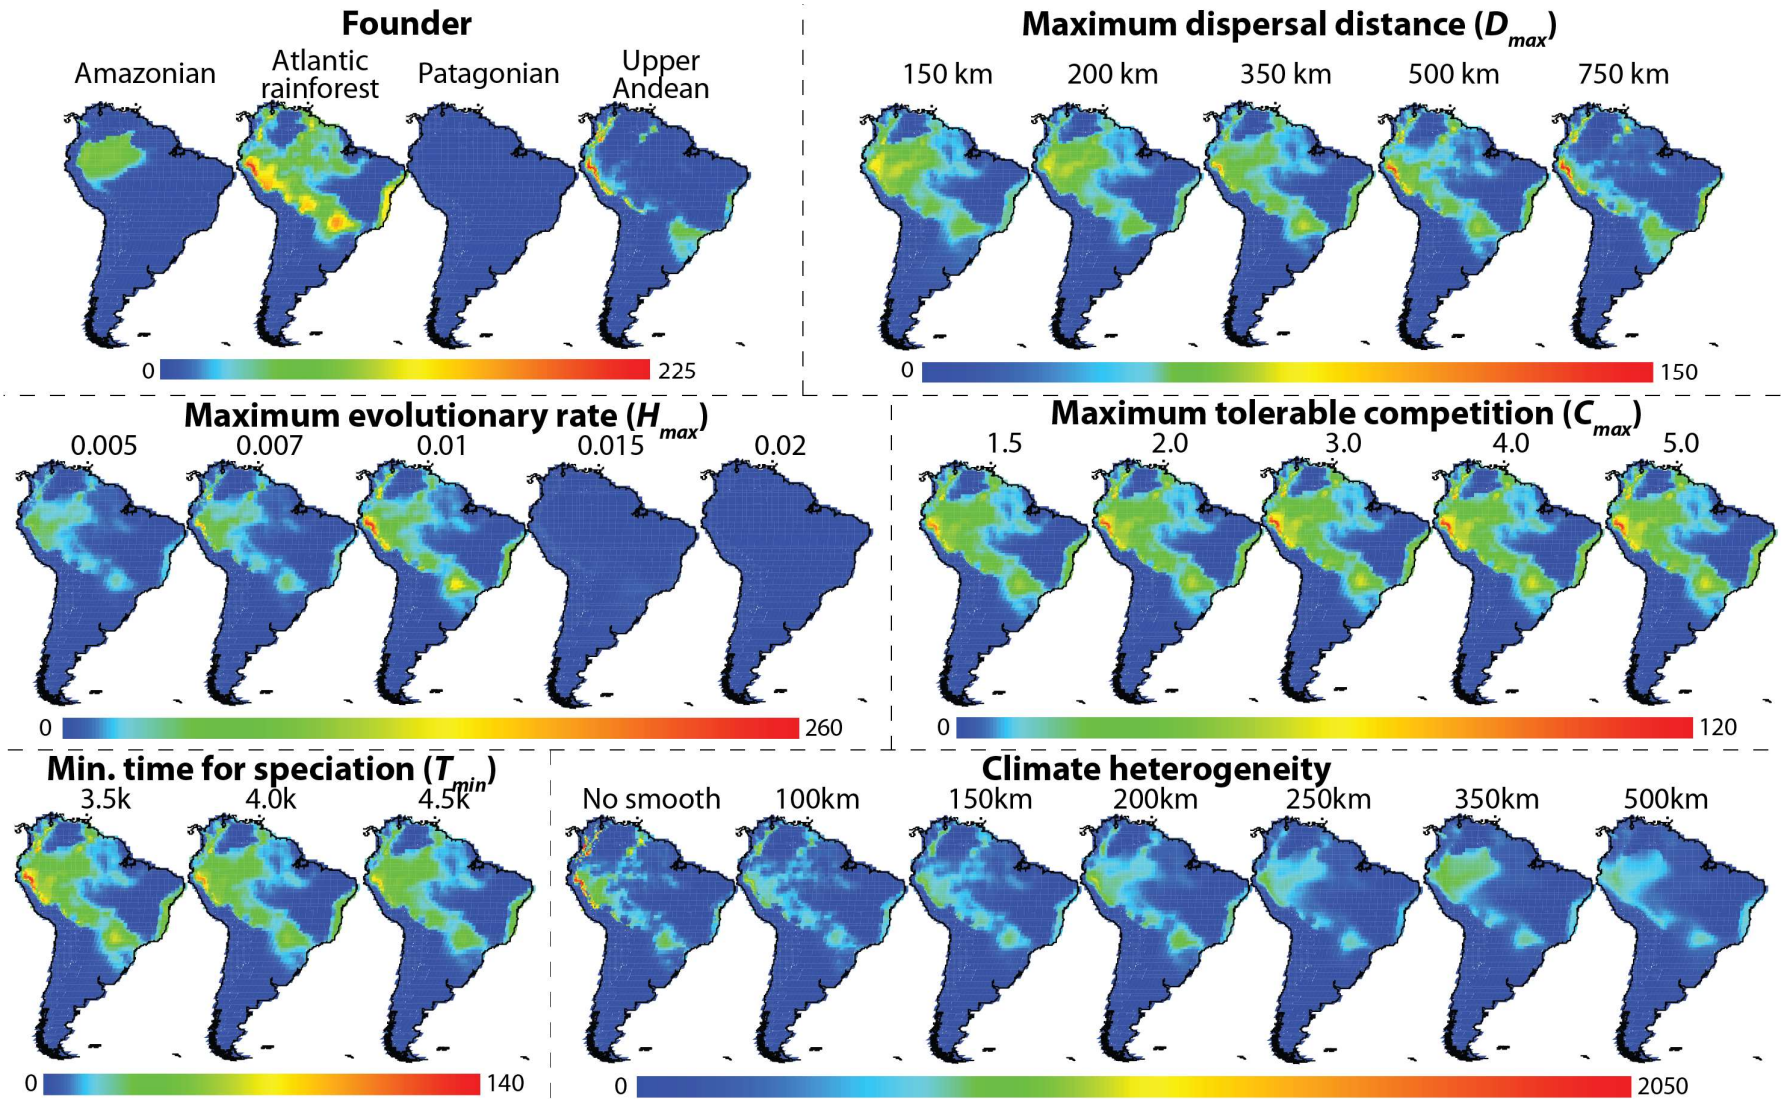 Founder
Amazonian
Atlantic
rainforest
Patagonian
Upper
Andean
0
225
Maximum dispersal distance (Dmax)
150 km
200 km
350 km
500 km
750 km
0
150
Maximum evolutionary rate (Hmax)
0.005
0.007
0.01
0.015
0.02
0
260
Maximum tolerable competition (Cmax)
1.5
2.0
3.0
4.0
5.0
0
120
Min. time for speciation (Tmin)
3.5k
4.0k
4.5k
0
140
Climate heterogeneity
No smooth
100km
150km
200km
250km
350km
500km
0
2050